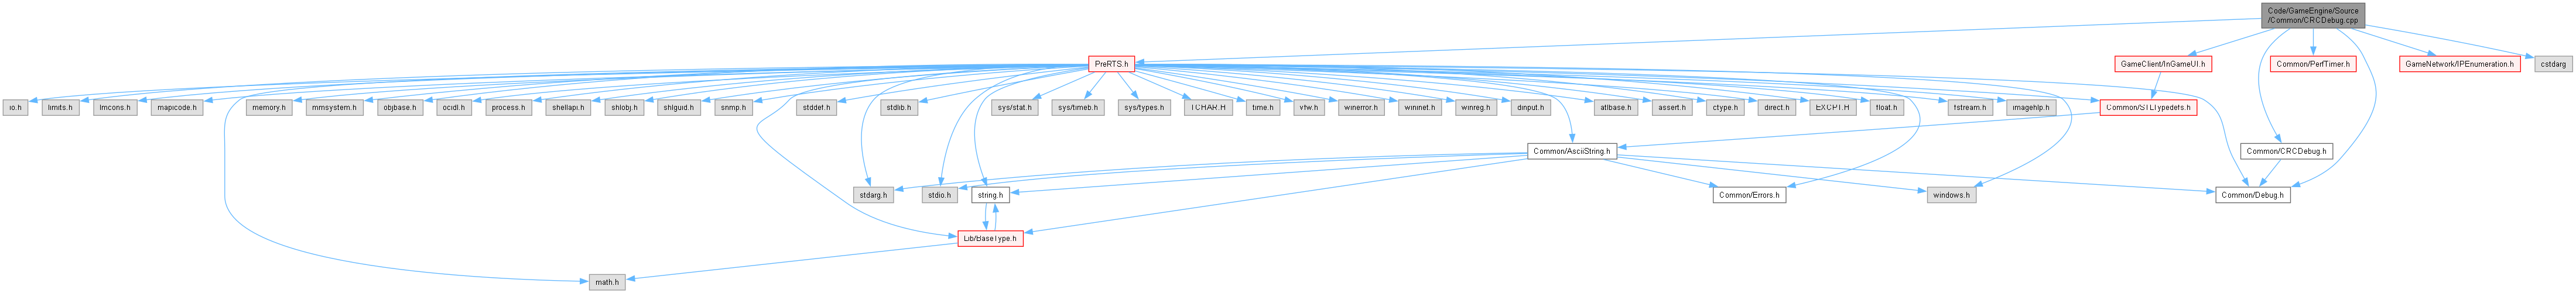 Code/GameEngine/Source
/Common/CRCDebug.cpp
PreRTS.h
GameClient/InGameUI.h
Common/PerfTimer.h
GameNetwork/IPEnumeration.h
cstdarg
io.h
limits.h
lmcons.h
mapicode.h
memory.h
mmsystem.h
objbase.h
ocidl.h
process.h
shellapi.h
shlobj.h
shlguid.h
snmp.h
stddef.h
stdlib.h
sys/stat.h
sys/timeb.h
sys/types.h
TCHAR.H
time.h
vfw.h
winerror.h
wininet.h
winreg.h
dinput.h
atlbase.h
assert.h
ctype.h
direct.h
EXCPT.H
float.h
fstream.h
imagehlp.h
Common/STLTypedefs.h
Common/AsciiString.h
Common/CRCDebug.h
stdarg.h
stdio.h
string.h
Common/Errors.h
windows.h
Common/Debug.h
Lib/BaseType.h
math.h